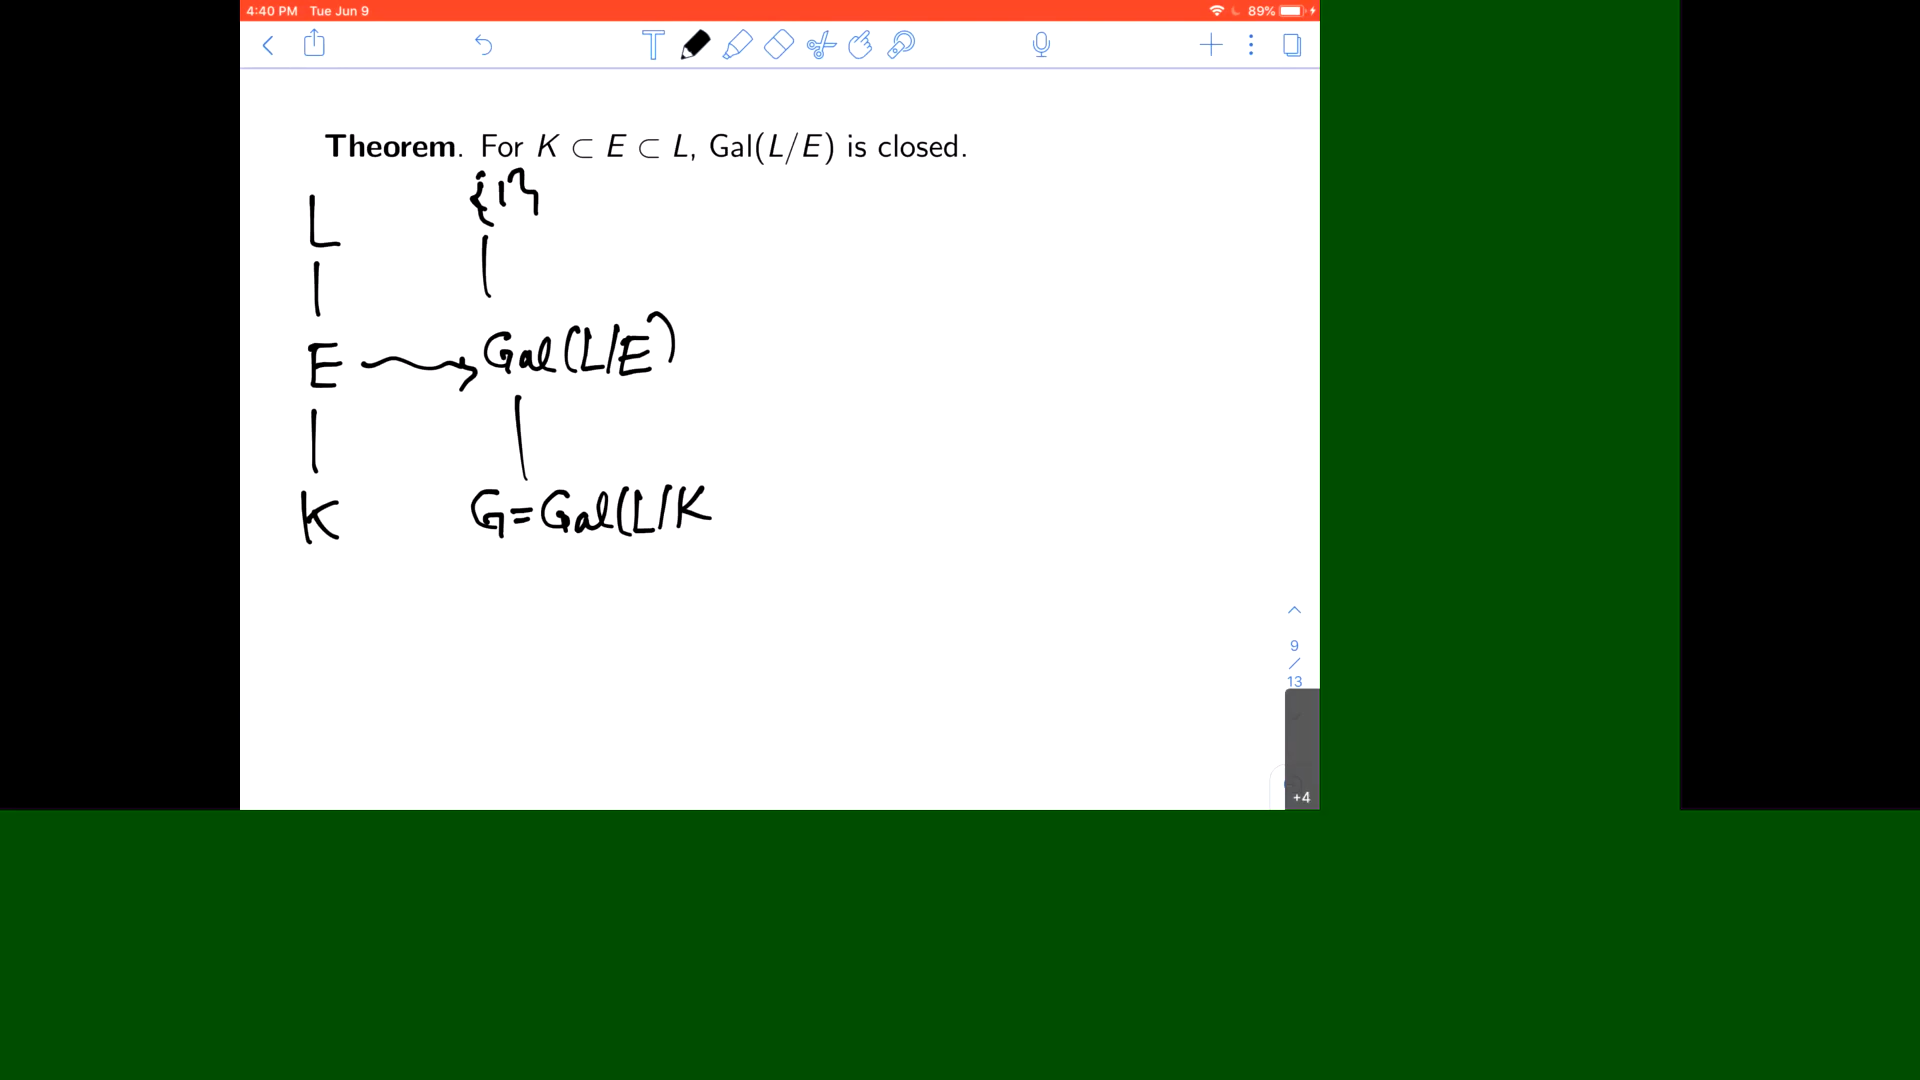 4:40 PM Tue Jun 9 89%
T
Theorem. For K ⊂ E ⊂ L, Gal(L/E) is closed.
L {1}
E Gal(L/E)
K G=Gal(L/K
9
/
13
+4